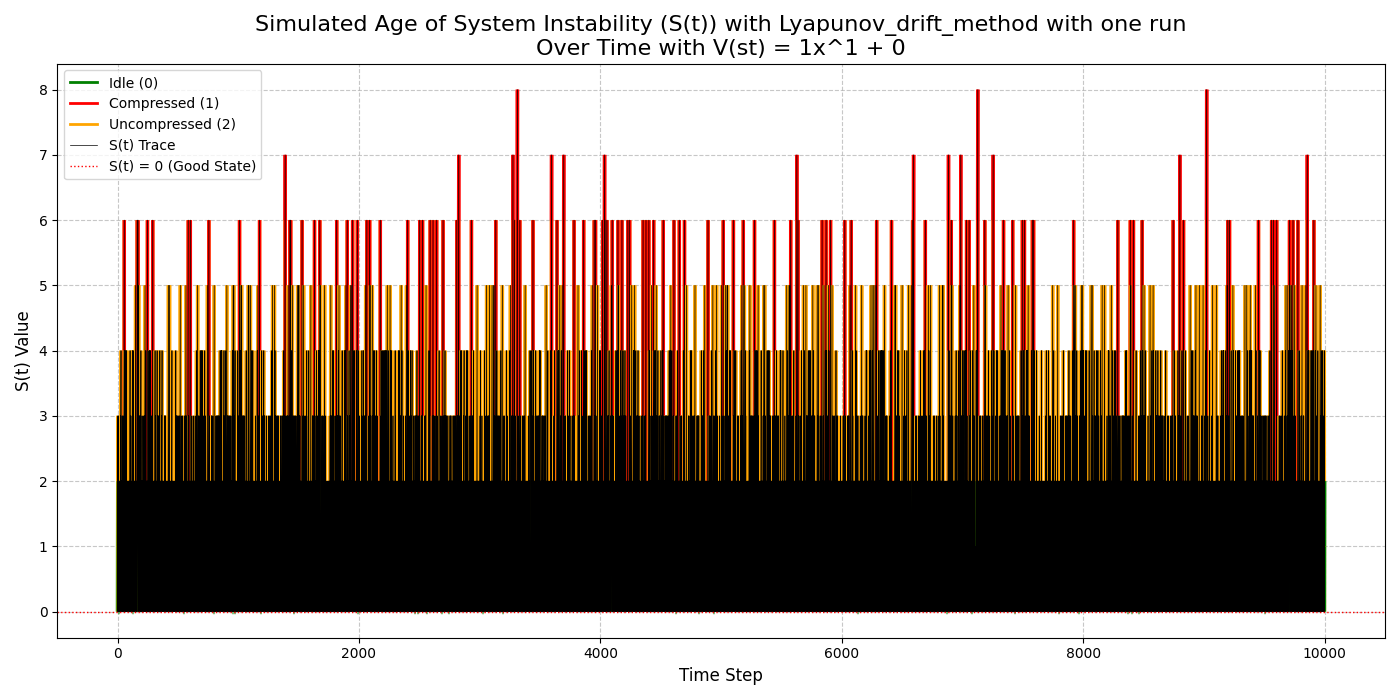 Simulated Age of System Instability (S(t)) with Lyapunov_drift_method with one run
Over Time with V(st) = 1x^1 + 0
Idle (0)
Compressed (1)
Uncompressed (2)
S(t) Trace
S(t) = 0 (Good State)
S(t) Value
8
7
6
5
4
3
2
1
0
0 2000 4000 6000 8000 10000
Time Step